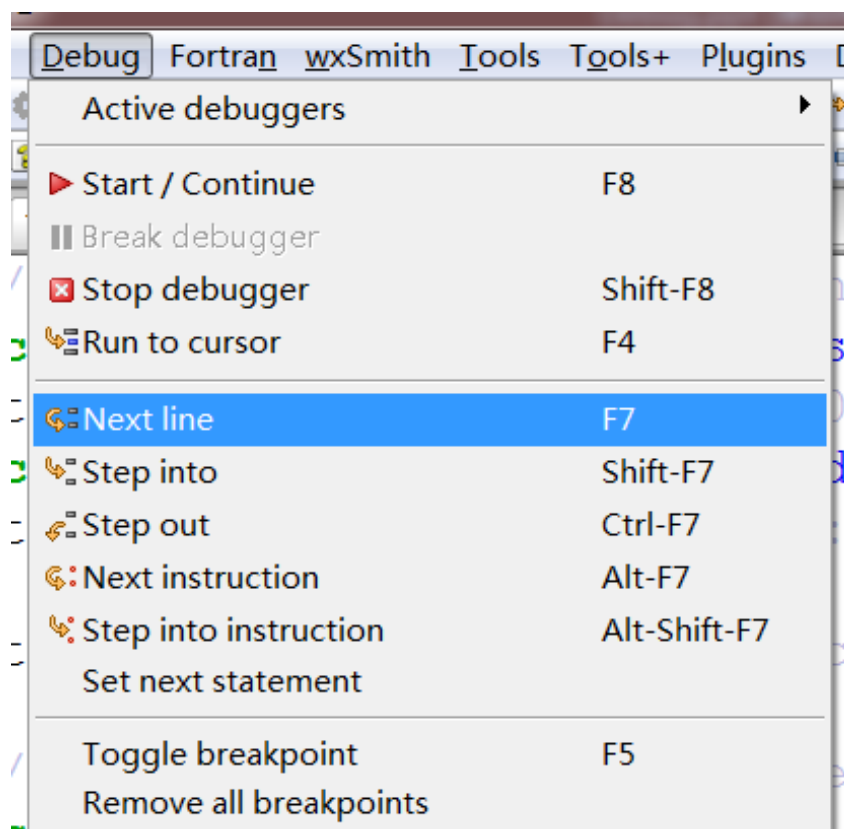 Debug Fortran wxSmith Tools Tools+ Plugins
Active debuggers
Start / Continue F8
Break debugger
Stop debugger Shift-F8
Run to cursor F4
Next line F7
Step into Shift-F7
Step out Ctrl-F7
Next instruction Alt-F7
Step into instruction Alt-Shift-F7
Set next statement
Toggle breakpoint F5
Remove all breakpoints